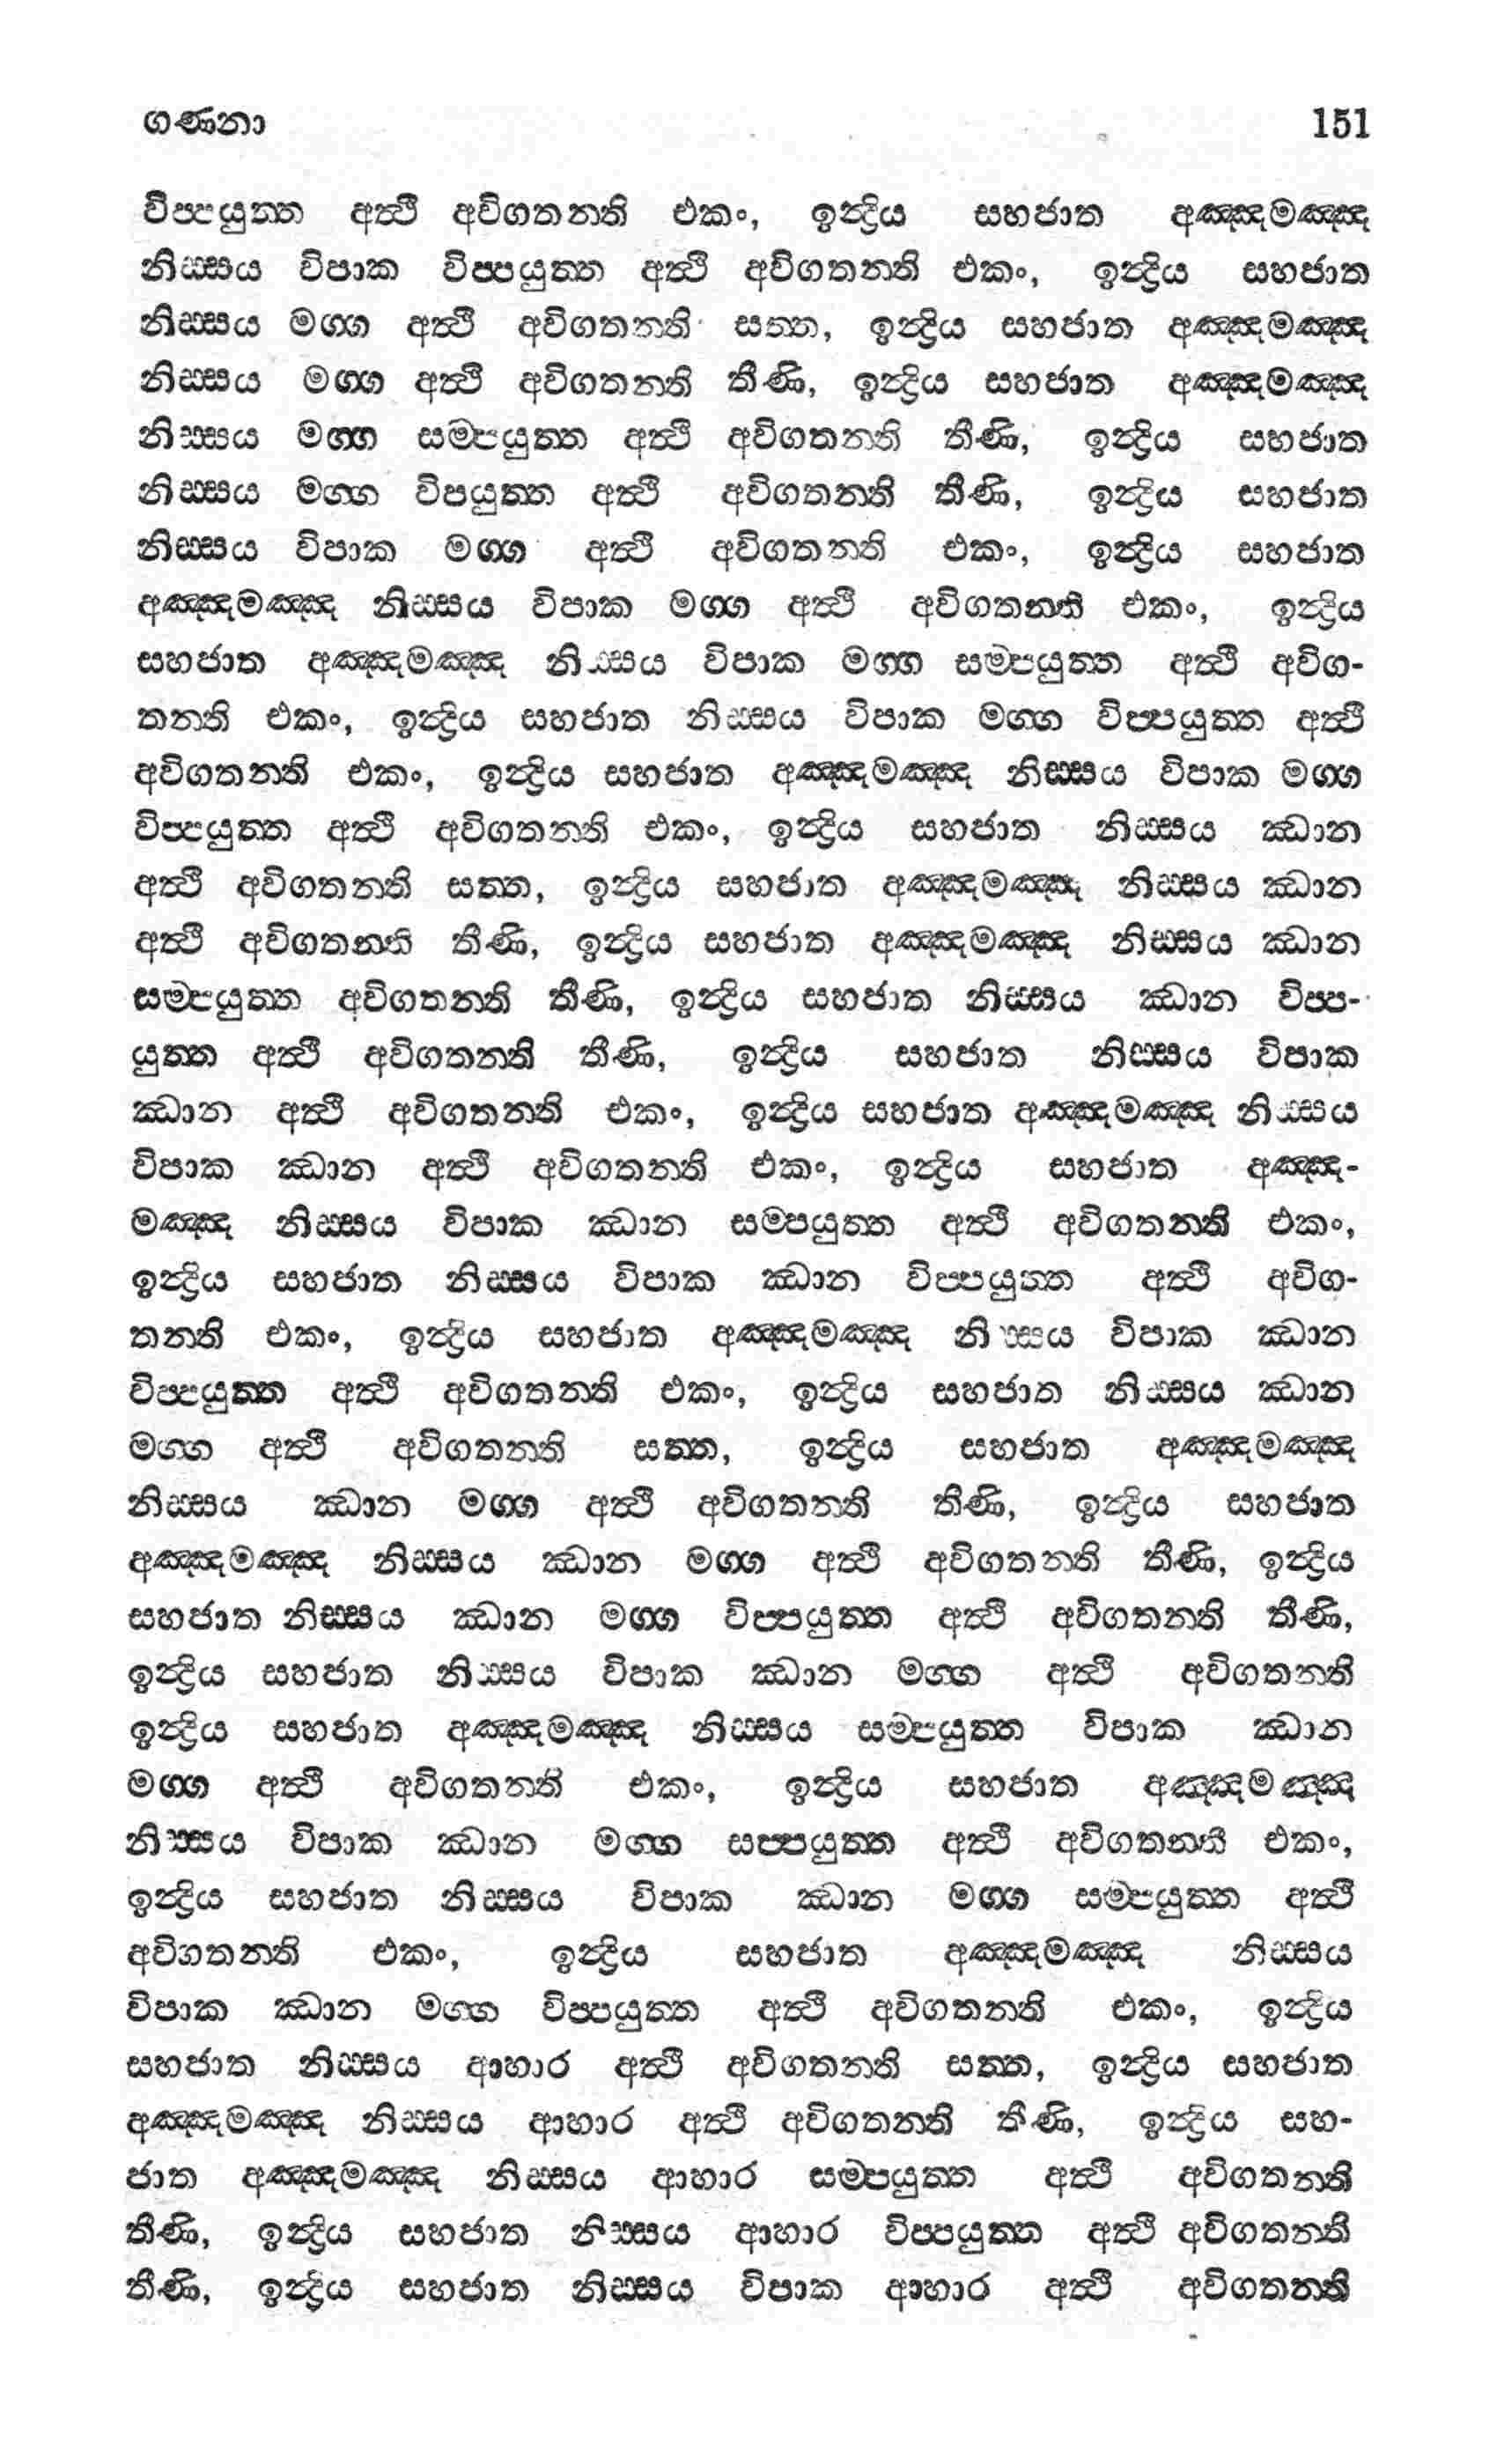 ගණනා 151
විප්පයුත්ත අත්ථි අවිගතන්ති එකං, ඉන්ද්‍රිය සහජාත අඤ්ඤමඤ්ඤ
නිස්සය විපාක විප්පයුත්ත අත්ථි අවිගතන්ති එකං, ඉන්ද්‍රිය සහජාත
නිස්සය මග්ග අත්ථි අවිගතන්ති සත්ත, ඉන්ද්‍රිය සහජාත අඤ්ඤමඤ්ඤ
නිස්සය මග්ග අත්ථි අවිගතන්ති තීණි, ඉන්ද්‍රිය සහජාත අඤ්ඤමඤ්ඤ
නිස්සය මග්ග සම්පයුත්ත අත්ථි අවිගතන්ති තීණි, ඉන්ද්‍රිය සහජාත
නිස්සය මග්ග විපයුත්ත අත්ථි අවිගතන්ති තීණි, ඉන්ද්‍රිය සහජාත
නිස්සය විපාක මග්ග අත්ථි අවිගතන්ති එකං, ඉන්ද්‍රිය සහජාත
අඤ්ඤමඤ්ඤ නිස්සය විපාක මග්ග අත්ථි අවිගතන්ති එකං, ඉන්ද්‍රිය
සහජාත අඤ්ඤමඤ්ඤ නිස්සය විපාක මග්ග සම්පයුත්ත අත්ථි අවිග-
තන්ති එකං, ඉන්ද්‍රිය සහජාත නිස්සය විපාක මග්ග විප්පයුත්ත අත්ථි
අවිගතන්ති එකං, ඉන්ද්‍රිය සහජාත අඤ්ඤමඤ්ඤ නිස්සය විපාක මග්ග
විප්පයුත්ත අත්ථි අවිගතන්ති එකං, ඉන්ද්‍රිය සහජාත නිස්සය ඣාන
අත්ථි අවිගතන්ති සත්ත, ඉන්ද්‍රිය සහජාත අඤ්ඤමඤ්ඤ නිස්සය ඣාන
අත්ථි අවිගතන්ති තීණි, ඉන්ද්‍රිය සහජාත අඤ්ඤමඤ්ඤ නිස්සය ඣාන
සම්පයුත්ත අවිගතන්ති තීණි, ඉන්ද්‍රිය සහජාත නිස්සය ඣාන විප්ප-
යුත්ත අත්ථි අවිගතන්ති තීණි, ඉන්ද්‍රිය සහජාත නිස්සය විපාක
ඣාන අත්ථි අවිගතන්ති එකං, ඉන්ද්‍රිය සහජාත අඤ්ඤමඤ්ඤ නිස්සය
විපාක ඣාන අත්ථි අවිගතන්ති එකං, ඉන්ද්‍රිය සහජාත අඤ්ඤ-
මඤ්ඤ නිස්සය විපාක ඣාන සම්පයුත්ත අත්ථි අවිගතන්ති එකං,
ඉන්ද්‍රිය සහජාත නිස්සය විපාක ඣාන විප්පයුත්ත අත්ථි අවිග-
තන්ති එකං, ඉන්ද්‍රිය සහජාත අඤ්ඤමඤ්ඤ නිස්සය විපාක ඣාන
විප්පයුත්ත අත්ථි අවිගතන්ති එකං, ඉන්ද්‍රිය සහජාත නිස්සය ඣාන
මග්ග අත්ථි අවිගතන්ති සත්ත, ඉන්ද්‍රිය සහජාත අඤ්ඤමඤ්ඤ
නිස්සය ඣාන මග්ග අත්ථි අවිගතන්ති තීණි, ඉන්ද්‍රිය සහජාත
අඤ්ඤමඤ්ඤ නිස්සය ඣාන මග්ග අත්ථි අවිගතන්ති තීණි, ඉන්ද්‍රිය
සහජාත නිස්සය ඣාන මග්ග විප්පයුත්ත අත්ථි අවිගතන්ති තීණි,
ඉන්ද්‍රිය සහජාත නිස්සය විපාක ඣාන මග්ග අත්ථි අවිගතන්ති
ඉන්ද්‍රිය සහජාත අඤ්ඤමඤ්ඤ නිස්සය සම්පයුත්ත විපාක ඣාන
මග්ග අත්ථි අවිගතන්ති එකං, ඉන්ද්‍රිය සහජාත අඤ්ඤමඤ්ඤ
නිස්සය විපාක ඣාන මග්ග සප්පයුත්ත අත්ථි අවිගතන්ති එකං,
ඉන්ද්‍රිය සහජාත නිස්සය විපාක ඣාන මග්ග සම්පයුත්ත අත්ථි
අවිගතන්ති එකං, ඉන්ද්‍රිය සහජාත අඤ්ඤමඤ්ඤ නිස්සය
විපාක ඣාන මග්ග විප්පයුත්ත අත්ථි අවිගතන්ති එකං, ඉන්ද්‍රිය
සහජාත නිස්සය ආහාර අත්ථි අවිගතන්ති සත්ත, ඉන්ද්‍රිය සහජාත
අඤ්ඤමඤ්ඤ නිස්සය ආහාර අත්ථි අවිගතන්ති තීණි, ඉන්ද්‍රිය සහ-
ජාත අඤ්ඤමඤ්ඤ නිස්සය ආහාර සම්පයුත්ත අත්ථි අවිගතන්ති
තීණි, ඉන්ද්‍රිය සහජාත නිස්සය ආහාර විප්පයුත්ත අත්ථි අවිගතන්ති
තීණි, ඉන්ද්‍රිය සහජාත නිස්සය විපාක ආහාර අත්ථි අවිගතන්ති